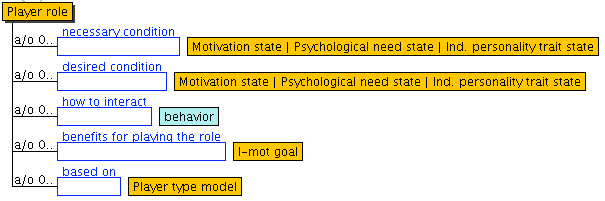 Player role
necessary condition
a/o 0.. Motivation state | Psychological need state | Ind. personality trait state
desired condition
a/o 0.. Motivation state | Psychological need state | Ind. personality trait state
how to interact
a/o 0.. behavior
benefits for playing the role
a/o 0.. I-mot goal
based on
a/o 0.. Player type model